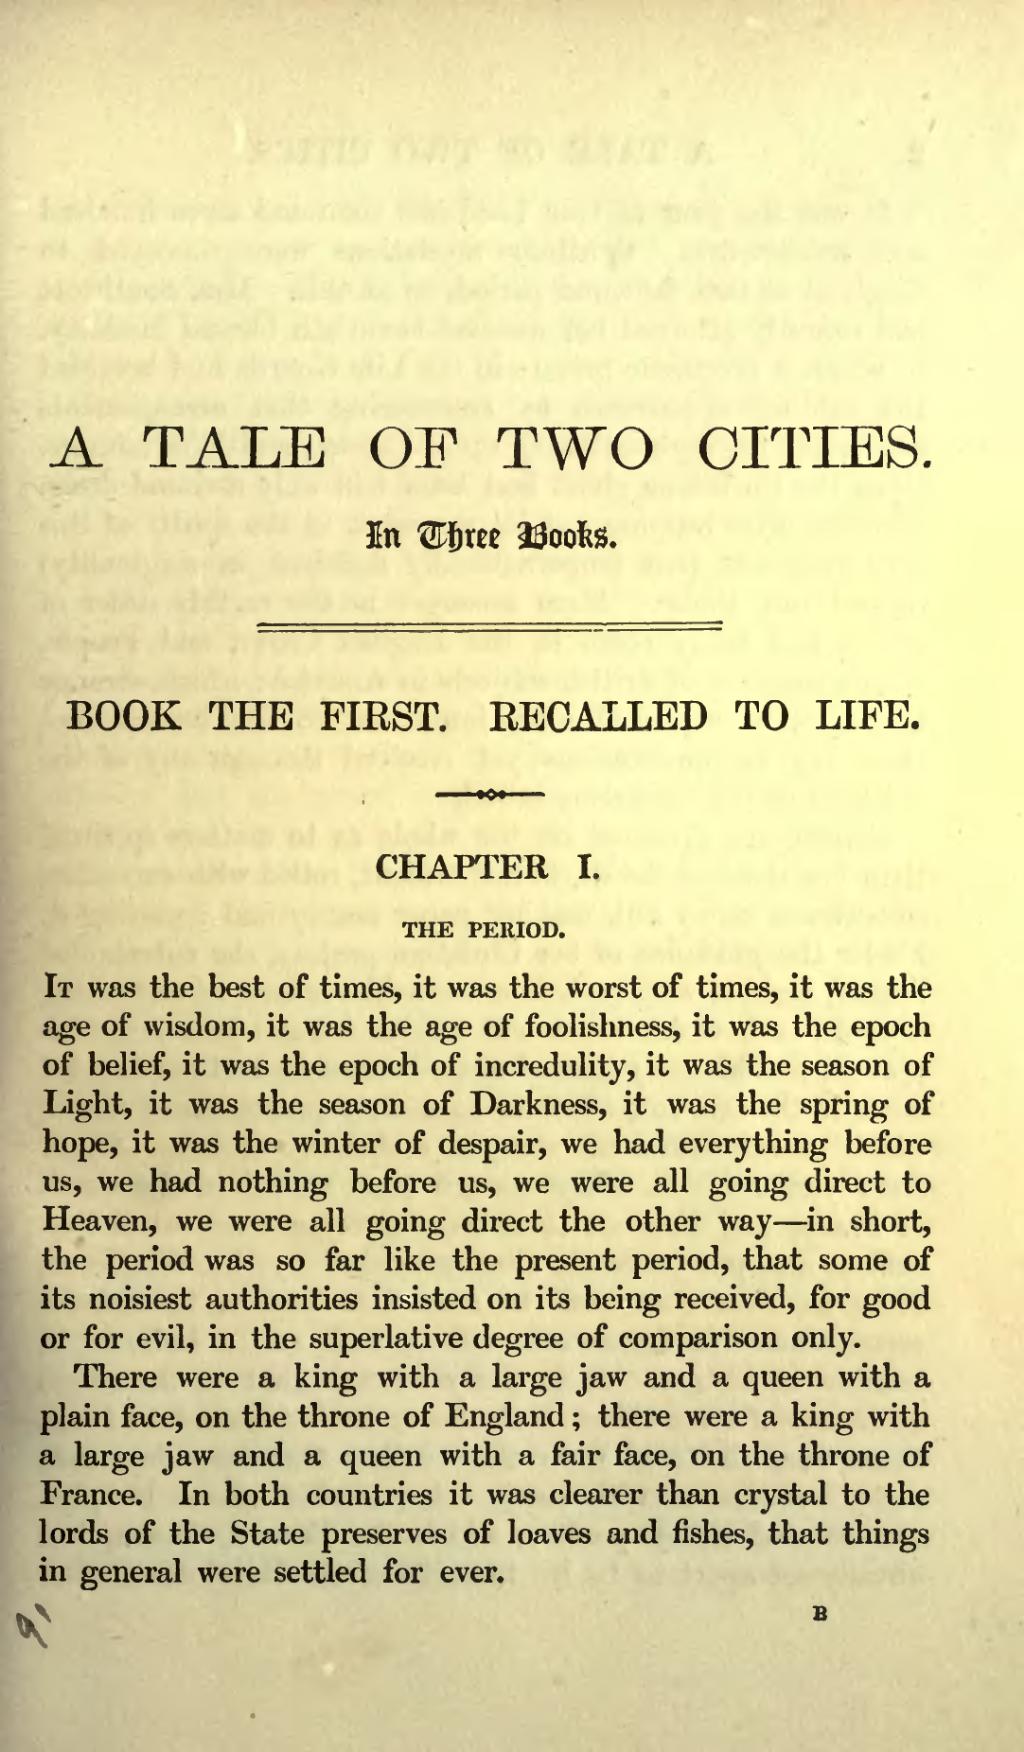 A TALE OF TWO CITIES.
In Three Books.
BOOK THE FIRST. RECALLED TO LIFE.
CHAPTER I.
THE PERIOD.
It was the best of times, it was the worst of times, it was the
age of wisdom, it was the age of foolishness, it was the epoch
of belief, it was the epoch of incredulity, it was the season of
Light, it was the season of Darkness, it was the spring of
hope, it was the winter of despair, we had everything before
us, we had nothing before us, we were all going direct to
Heaven, we were all going direct the other way—in short,
the period was so far like the present period, that some of
its noisiest authorities insisted on its being received, for good
or for evil, in the superlative degree of comparison only.
There were a king with a large jaw and a queen with a
plain face, on the throne of England; there were a king with
a large jaw and a queen with a fair face, on the throne of
France. In both countries it was clearer than crystal to the
lords of the State preserves of loaves and fishes, that things
in general were settled for ever.
B